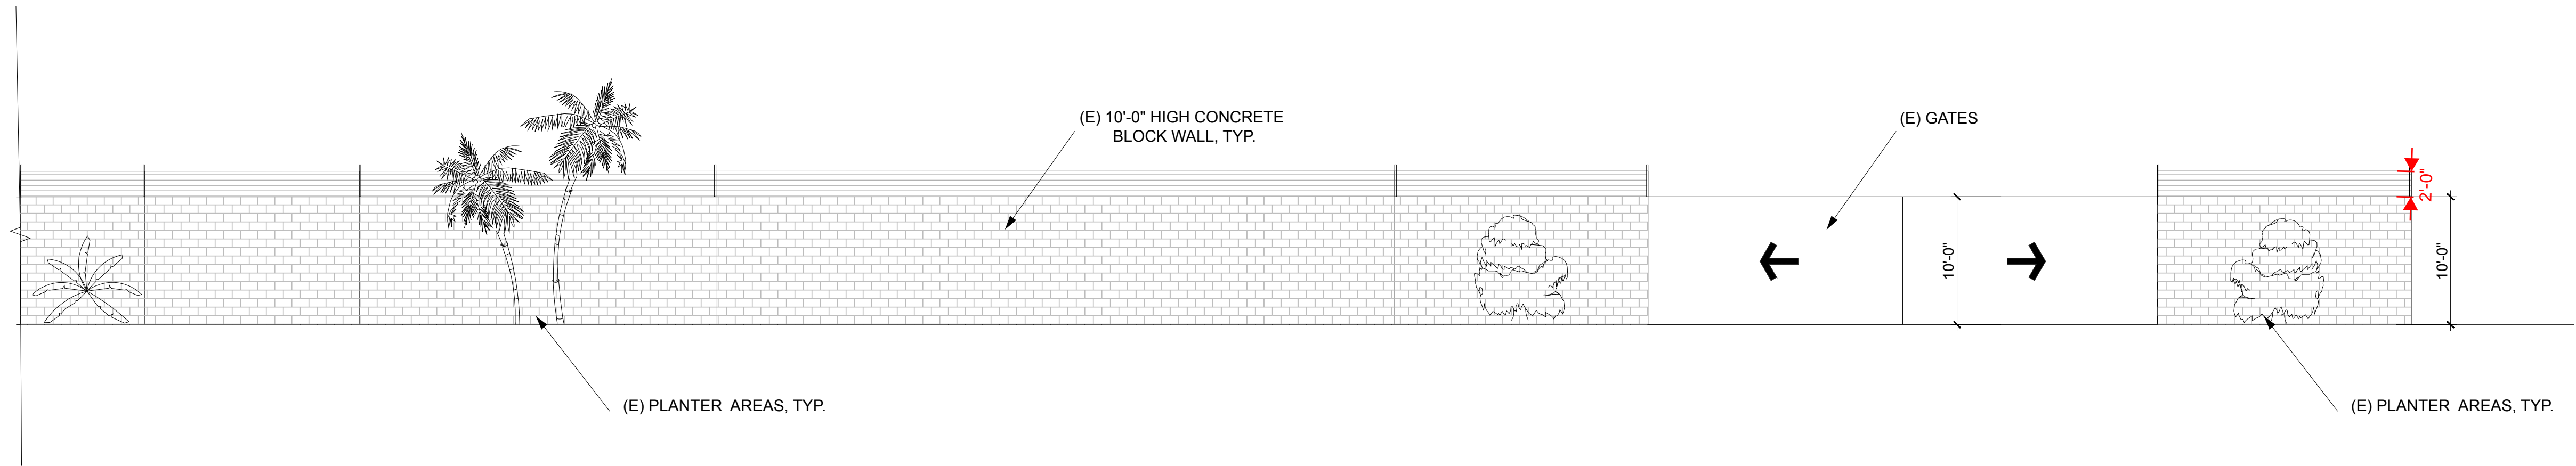 (E) 10'-0" HIGH CONCRETE
BLOCK WALL, TYP.
(E) GATES
2'-0"
10'-0"
10'-0"
(E) PLANTER AREAS, TYP.
(E) PLANTER AREAS, TYP.